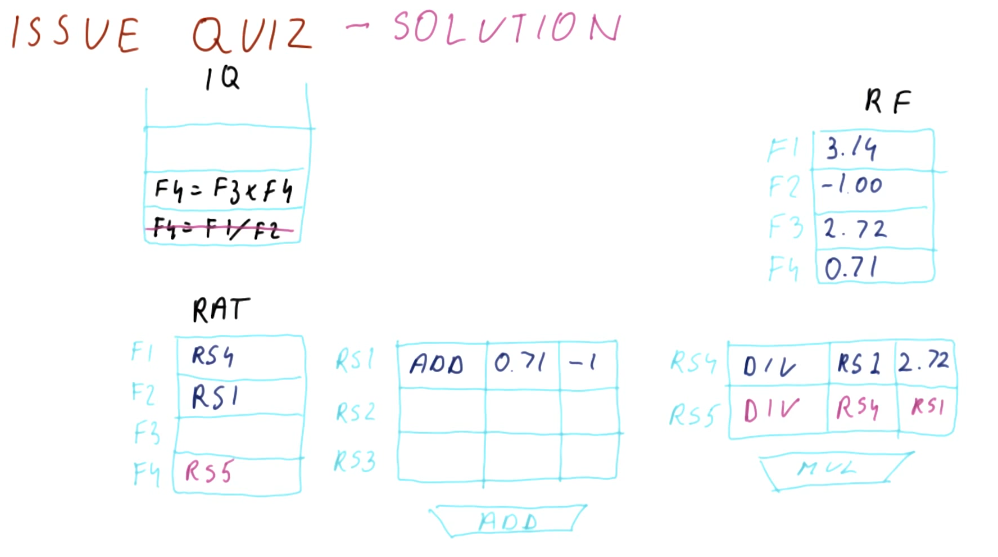 ISSUE QUIZ - SOLUTION
IQ
F4 = F3 x F4
F4 = F1/F2
RF
F1 3.14
F2 -1.00
F3 2.72
F4 0.71
RAT
F1 RS4
F2 RS1
F3
F4 RS5
RS1 ADD 0.71 -1
RS2
RS3
ADD
RS4 DIV RS1 2.72
RS5 DIV RS4 RS1
MUL